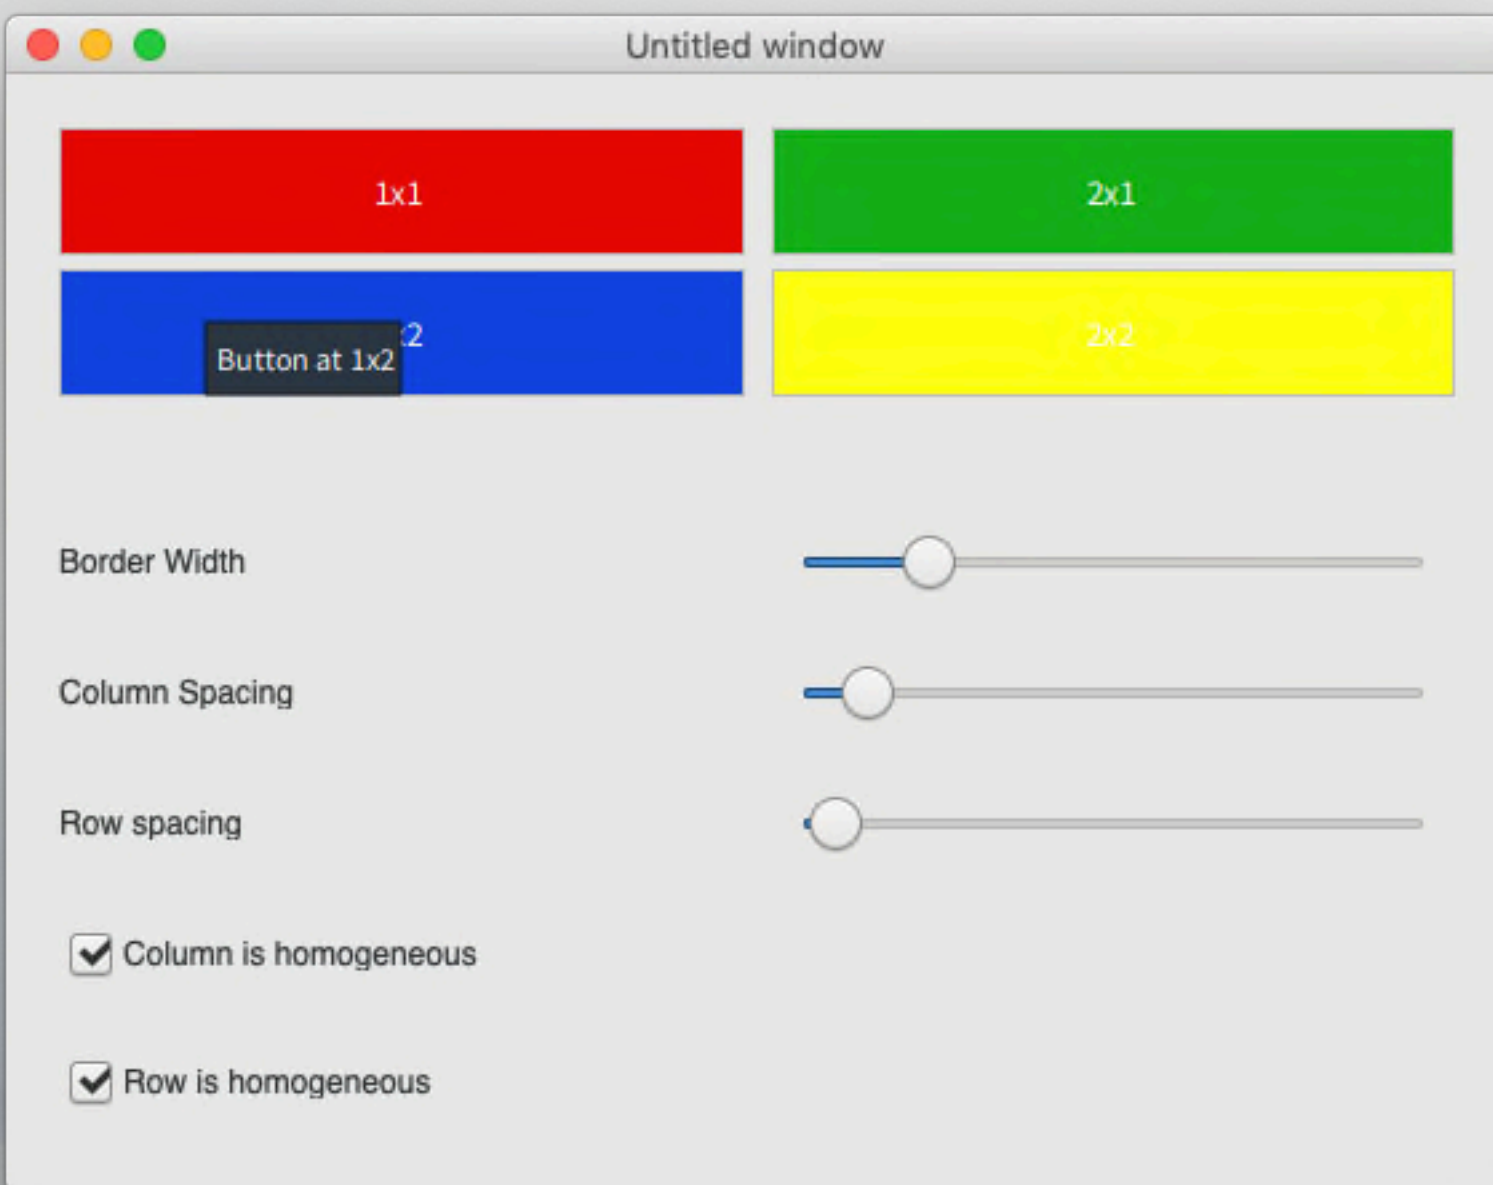 Untitled window
1x1
2x1
Button at 1x2
2x2
Border Width
Column Spacing
Row spacing
Column is homogeneous
Row is homogeneous